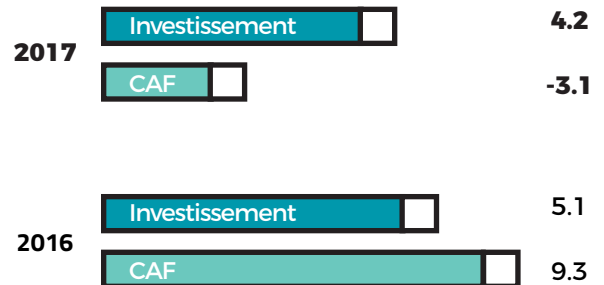 Investissement 4.2
2017
CAF -3.1
Investissement 5.1
2016
CAF 9.3